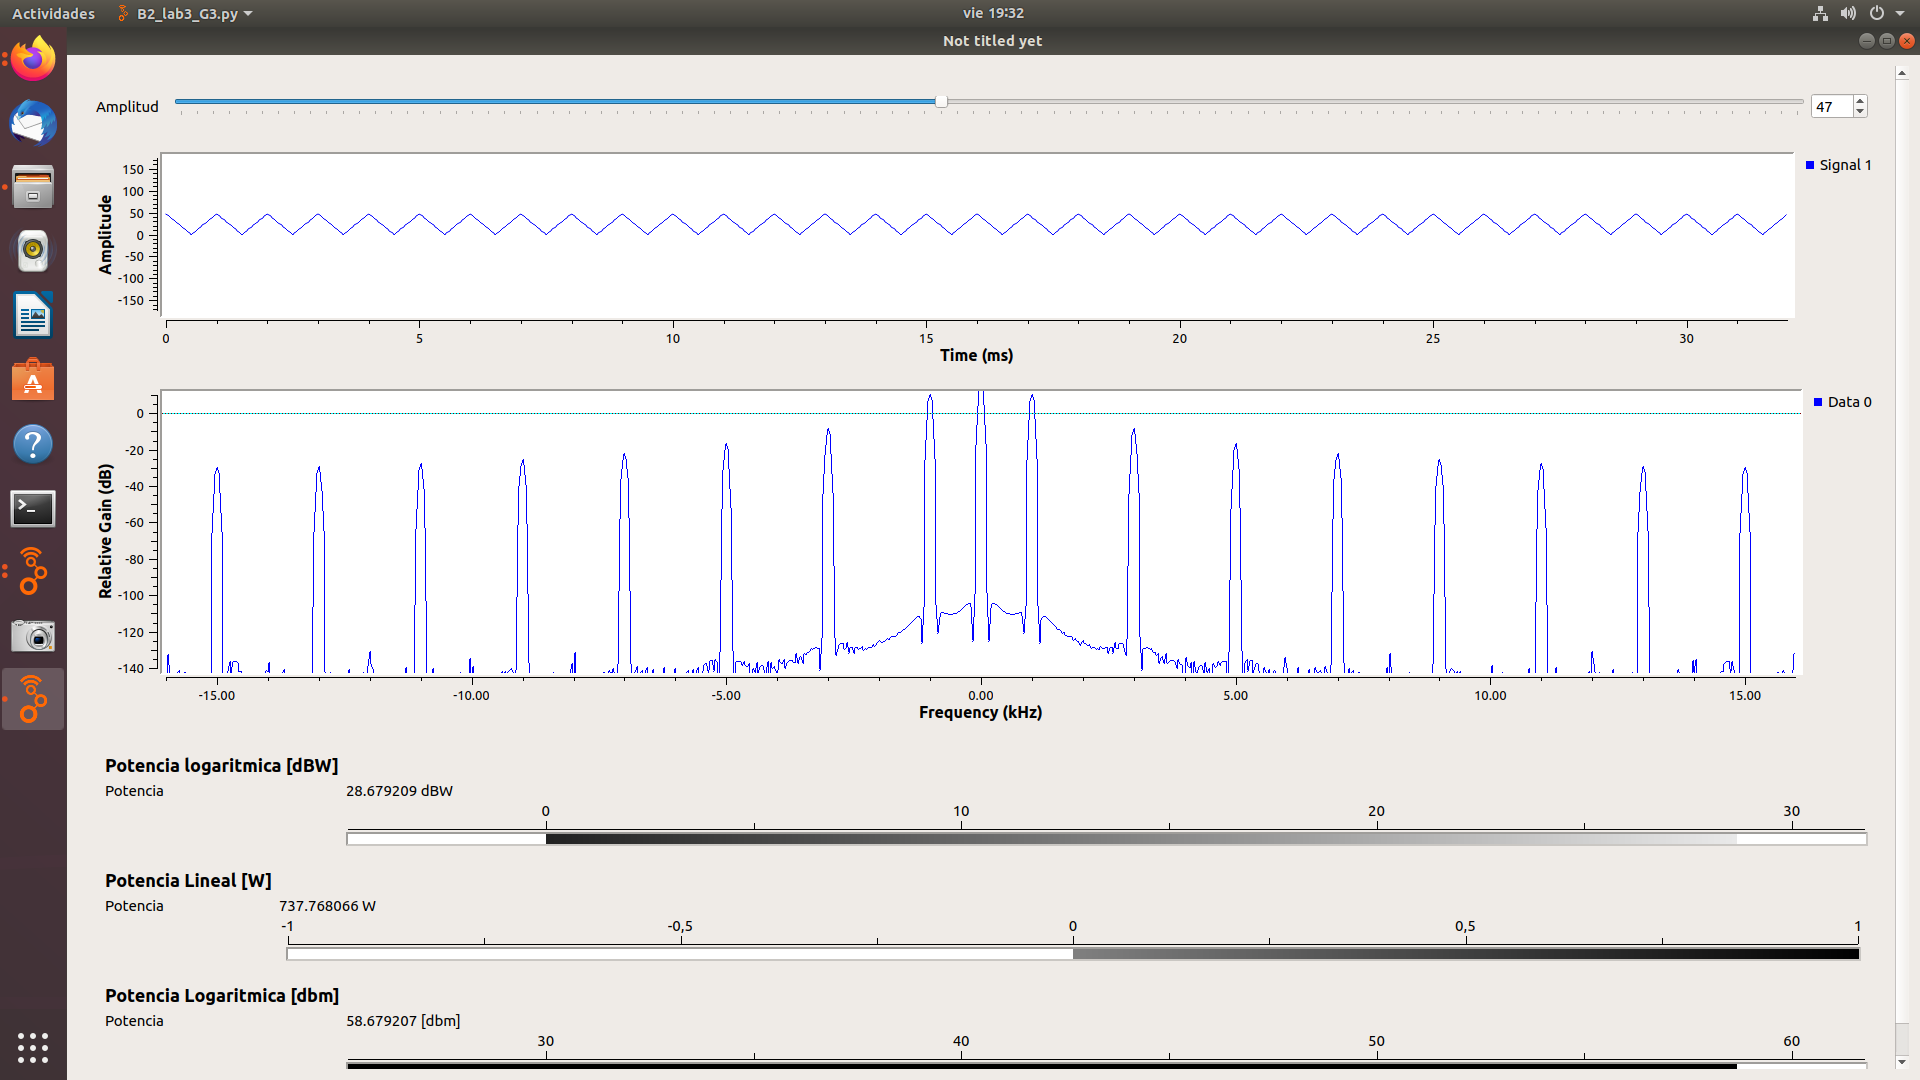 Actividades B2_lab3_G3.py vie 19:32
Not titled yet
Amplitud 47
Signal 1
Amplitude
150
100
50
0
-50
-100
-150
0 5 10 15 20 25 30
Time (ms)
Data 0
Relative Gain (dB)
0
-20
-40
-60
-80
-100
-120
-140
-15.00 -10.00 -5.00 0.00 5.00 10.00 15.00
Frequency (kHz)
Potencia logaritmica [dBW]
Potencia 28.679209 dBW
0 10 20 30
Potencia Lineal [W]
Potencia 737.768066 W
-1 -0,5 0 0,5 1
Potencia Logaritmica [dbm]
Potencia 58.679207 [dbm]
30 40 50 60